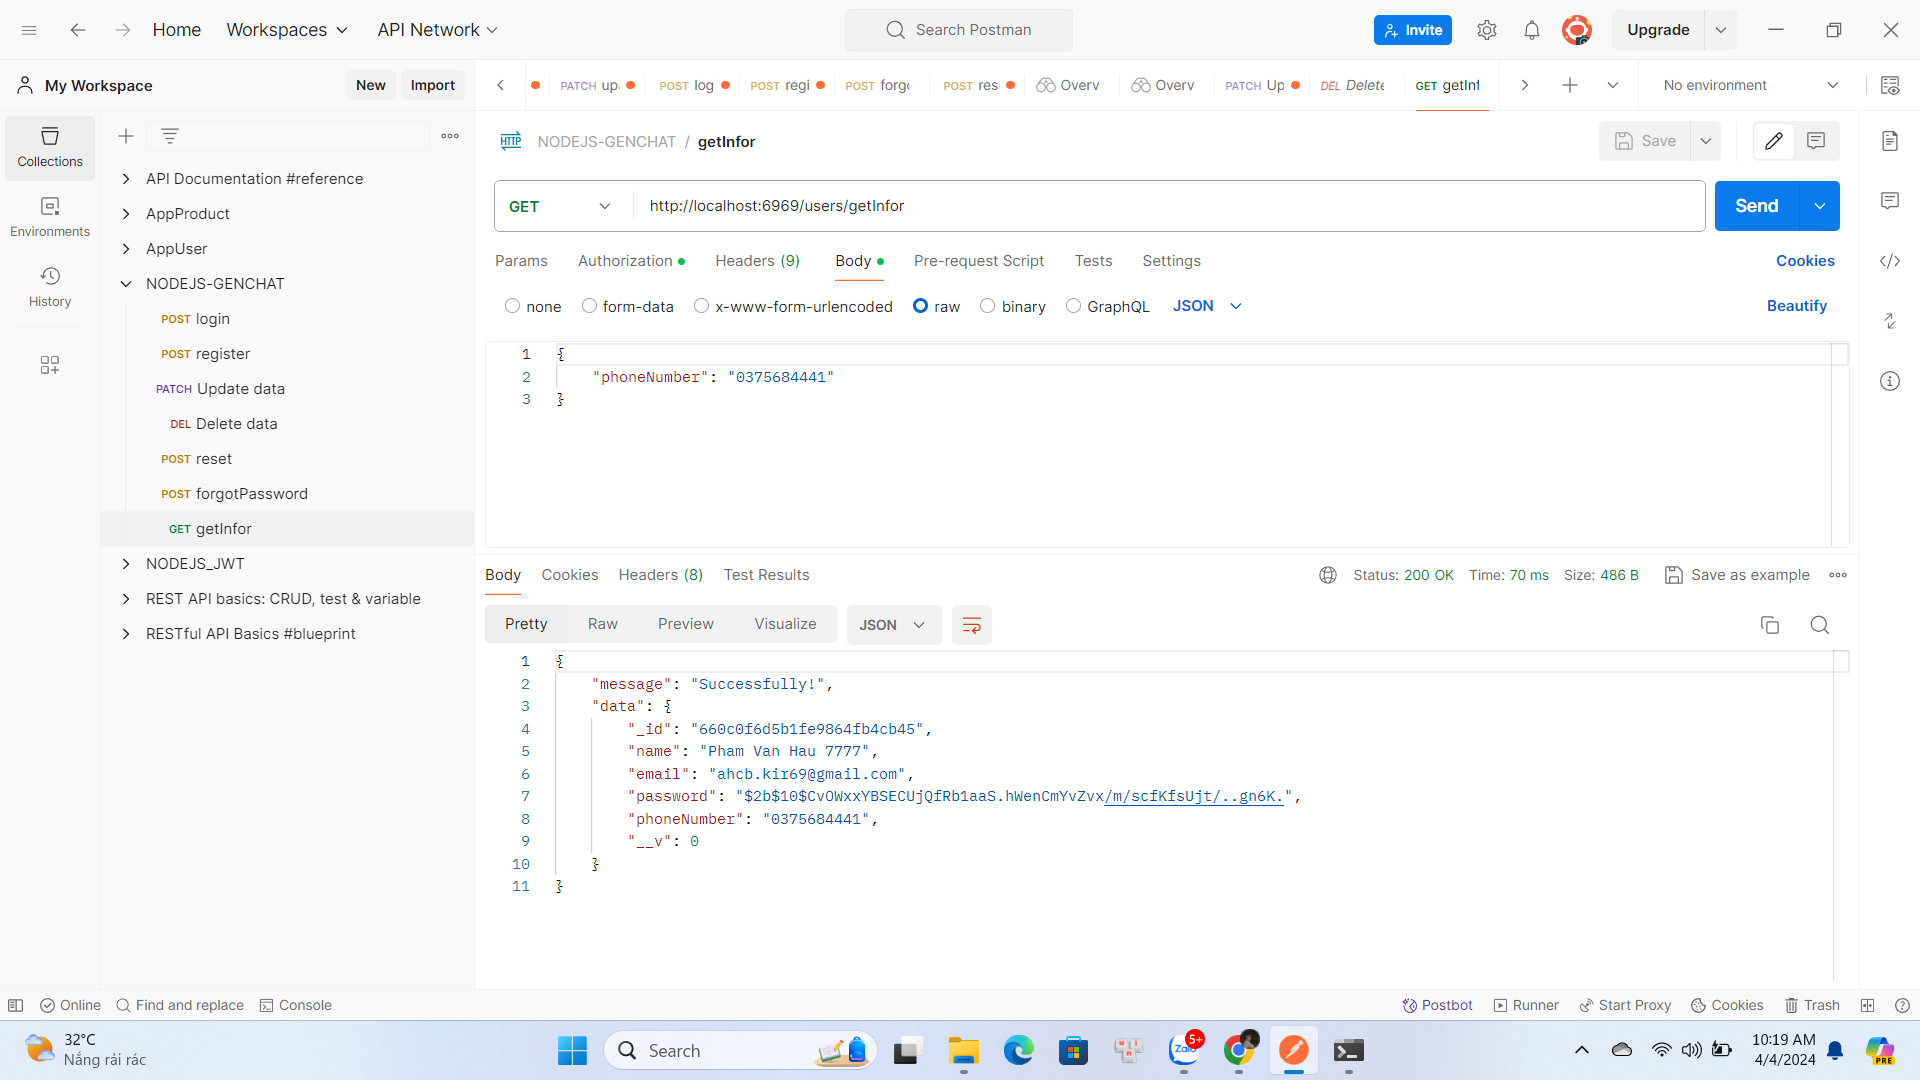 Home
Workspaces
API Network
Search Postman
Invite
Upgrade
My Workspace
New
Import
PATCH up
POST log
POST regi
POST forg
POST res
Overv
Overv
PATCH Up
DEL Delete
GET getInf
No environment
Collections
Environments
History
API Documentation #reference
AppProduct
AppUser
NODEJS-GENCHAT
POST login
POST register
PATCH Update data
DEL Delete data
POST reset
POST forgotPassword
GET getInfor
NODEJS_JWT
REST API basics: CRUD, test & variable
RESTful API Basics #blueprint
HTTP NODEJS-GENCHAT / getInfor
Save
GET
http://localhost:6969/users/getInfor
Send
Params
Authorization
Headers (9)
Body
Pre-request Script
Tests
Settings
Cookies
none
form-data
x-www-form-urlencoded
raw
binary
GraphQL
JSON
Beautify
1 {
2 "phoneNumber": "0375684441"
3 }
Body
Cookies
Headers (8)
Test Results
Status: 200 OK
Time: 70 ms
Size: 486 B
Save as example
Pretty
Raw
Preview
Visualize
JSON
1 {
2 "message": "Successfully!",
3 "data": {
4 "_id": "660c0f6d5b1fe9864fb4cb45",
5 "name": "Pham Van Hau 7777",
6 "email": "ahcb.kir69@gmail.com",
7 "password": "$2b$10$CvOWxxYBSECUjQfRb1aaS.hWenCmYvZvx/m/scfKfsUjt/..gn6K.",
8 "phoneNumber": "0375684441",
9 "__v": 0
10 }
11 }
Online
Find and replace
Console
Postbot
Runner
Start Proxy
Cookies
Trash
32°C
Nắng rải rác
Search
Zalo
5+
10:19 AM
4/4/2024
PRE